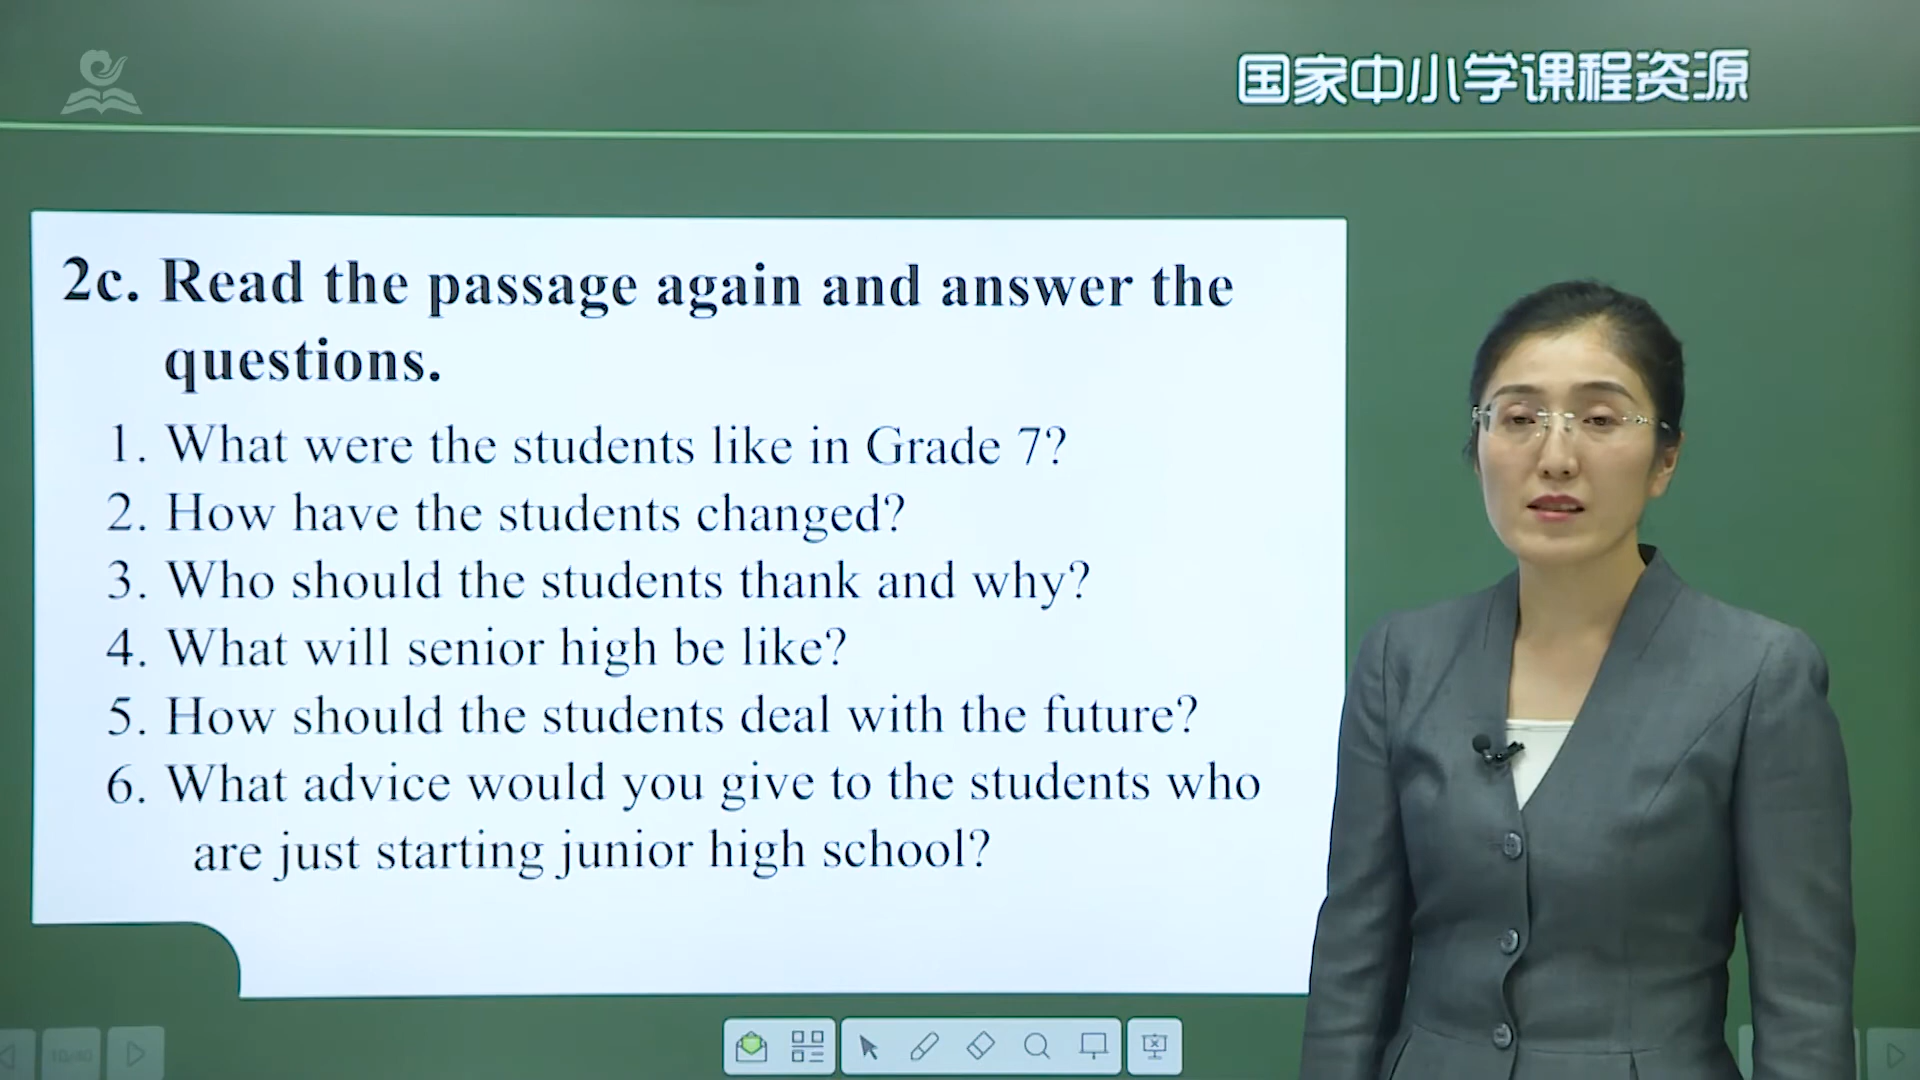 国家中小学课程资源
2c. Read the passage again and answer the
questions.
1. What were the students like in Grade 7?
2. How have the students changed?
3. Who should the students thank and why?
4. What will senior high be like?
5. How should the students deal with the future?
6. What advice would you give to the students who
are just starting junior high school?